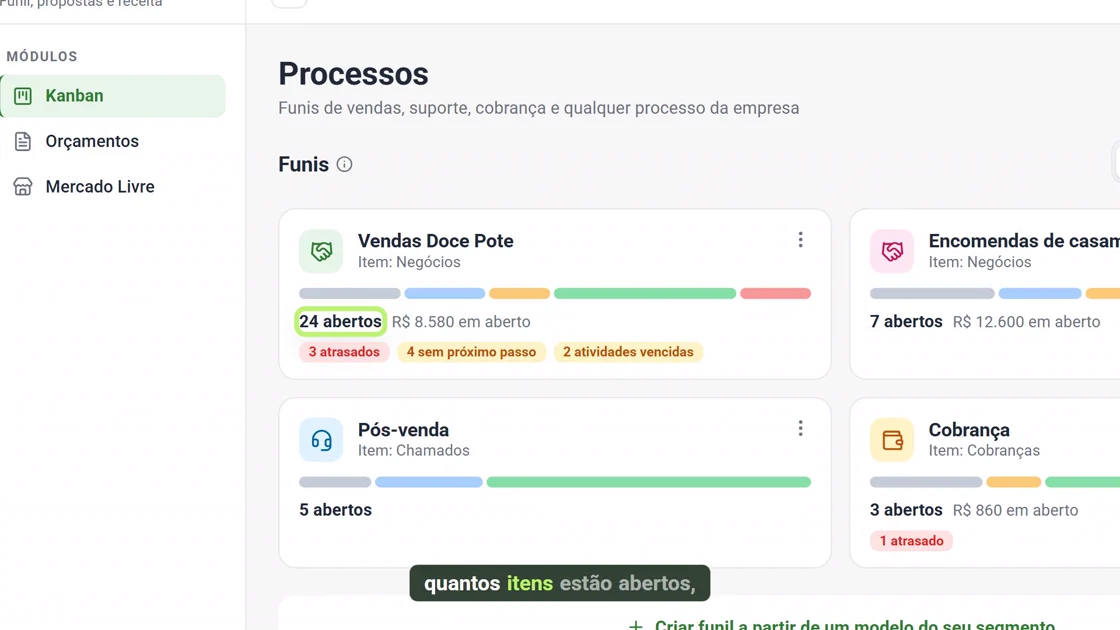 Funil, propostas e receita
MÓDULOS
Kanban
Orçamentos
Mercado Livre
Processos
Funis de vendas, suporte, cobrança e qualquer processo da empresa
Funis
Vendas Doce Pote
Item: Negócios
24 abertos R$ 8.580 em aberto
3 atrasados 4 sem próximo passo 2 atividades vencidas
Encomendas de casam
Item: Negócios
7 abertos R$ 12.600 em aberto
Pós-venda
Item: Chamados
5 abertos
Cobrança
Item: Cobranças
3 abertos R$ 860 em aberto
1 atrasado
quantos itens estão abertos,
+ Criar funil a partir de um modelo do seu segmento